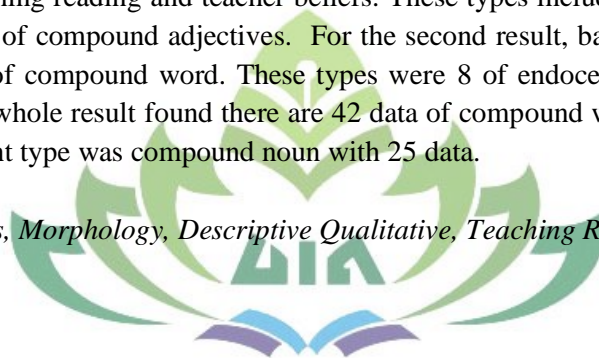 ning reading and teacher beliefs. These types includ
of compound adjectives. For the second result, ba
of compound word. These types were 8 of endoce
whole result found there are 42 data of compound w
nt type was compound noun with 25 data.
s, Morphology, Descriptive Qualitative, Teaching R